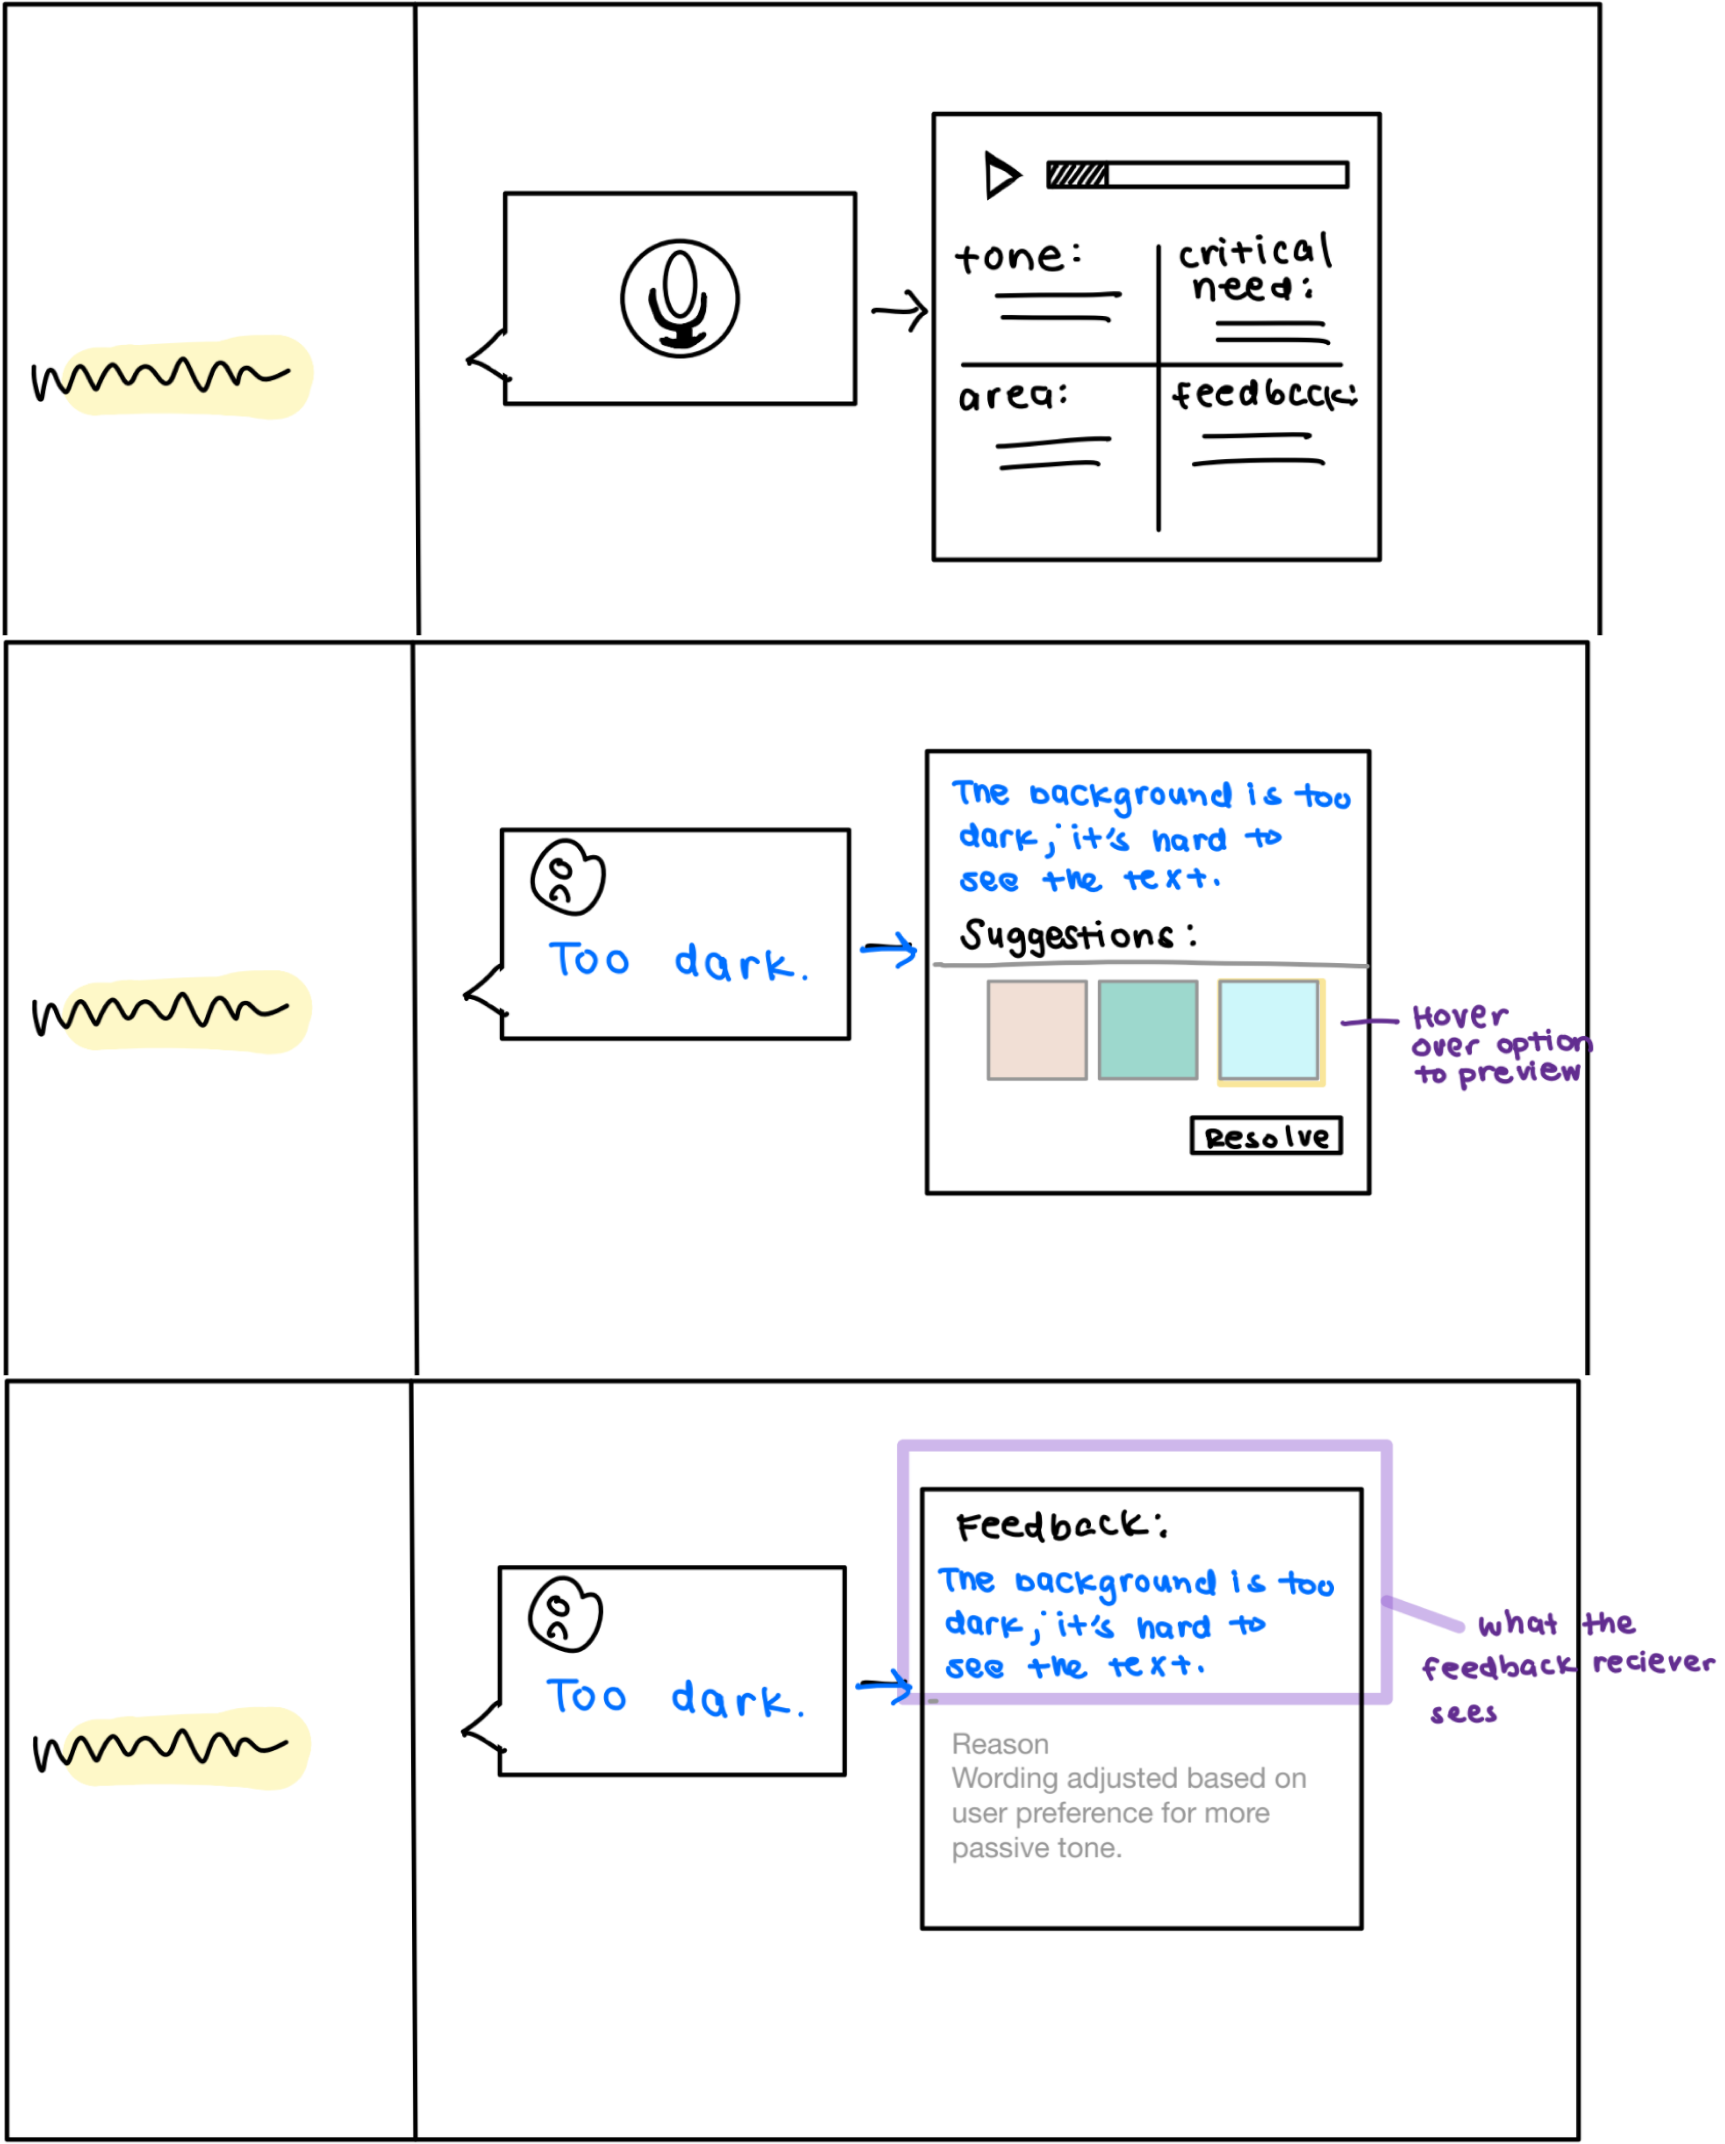 tone:
critical
need:
area:
feedback:
Too dark.
The background is too
dark; it's hard to
see the text.
Suggestions:
Hover
over option
to preview
Resolve
Too dark.
Feedback:
The background is too
dark; it's hard to
see the text.
what the
feedback reciever
sees
Reason
Wording adjusted based on
user preference for more
passive tone.